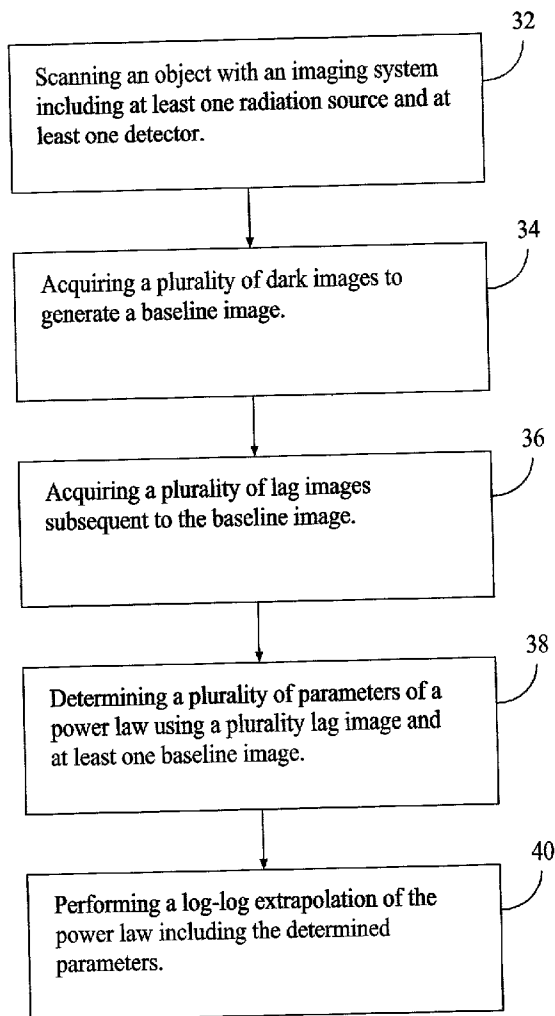 32
Scanning an object with an imaging system
including at least one radiation source and at
least one detector.
34
Acquiring a plurality of dark images to
generate a baseline image.
36
Acquiring a plurality of lag images
subsequent to the baseline image.
38
Determining a plurality of parameters of a
power law using a plurality lag image and
at least one baseline image.
40
Performing a log-log extrapolation of the
power law including the determined
parameters.